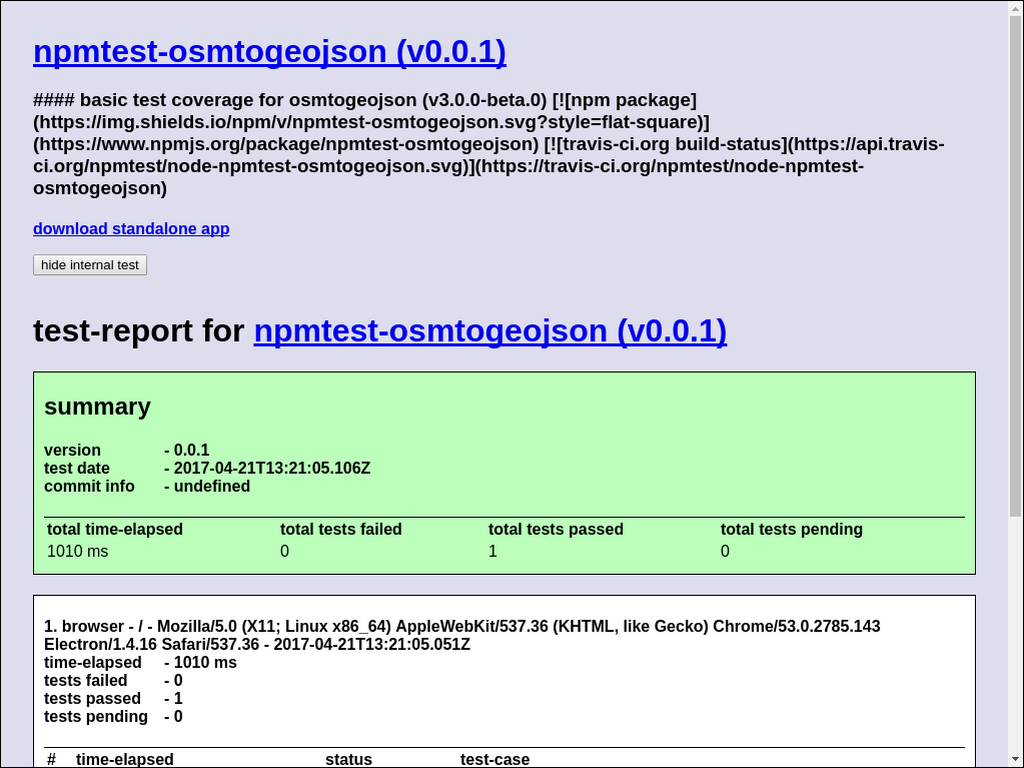 npmtest-osmtogeojson (v0.0.1)
#### basic test coverage for osmtogeojson (v3.0.0-beta.0) [![npm package]
(https://img.shields.io/npm/v/npmtest-osmtogeojson.svg?style=flat-square)]
(https://www.npmjs.org/package/npmtest-osmtogeojson) [![travis-ci.org build-status](https://api.travis-
ci.org/npmtest/node-npmtest-osmtogeojson.svg)](https://travis-ci.org/npmtest/node-npmtest-
osmtogeojson)
download standalone app
hide internal test
test-report for npmtest-osmtogeojson (v0.0.1)
summary
version - 0.0.1
test date - 2017-04-21T13:21:05.106Z
commit info - undefined
total time-elapsed total tests failed total tests passed total tests pending
1010 ms 0 1 0
1. browser - / - Mozilla/5.0 (X11; Linux x86_64) AppleWebKit/537.36 (KHTML, like Gecko) Chrome/53.0.2785.143
Electron/1.4.16 Safari/537.36 - 2017-04-21T13:21:05.051Z
time-elapsed - 1010 ms
tests failed - 0
tests passed - 1
tests pending - 0
# time-elapsed status test-case